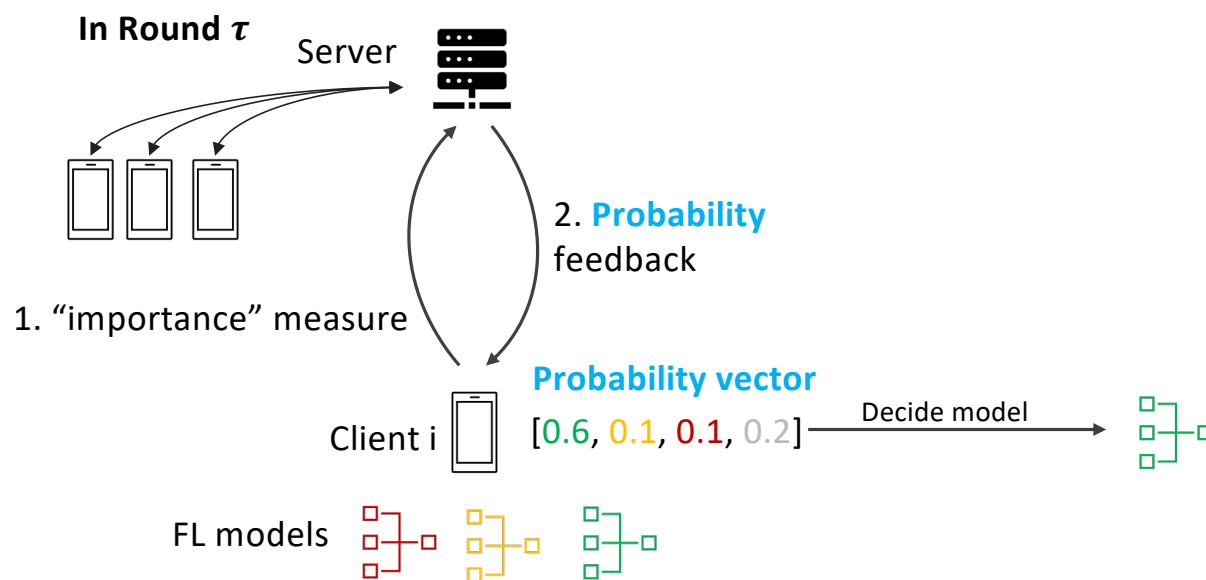 In Round τ
Server
2. Probability
feedback
1. “importance” measure
Probability vector
Client i
[0.6, 0.1, 0.1, 0.2]
Decide model
FL models